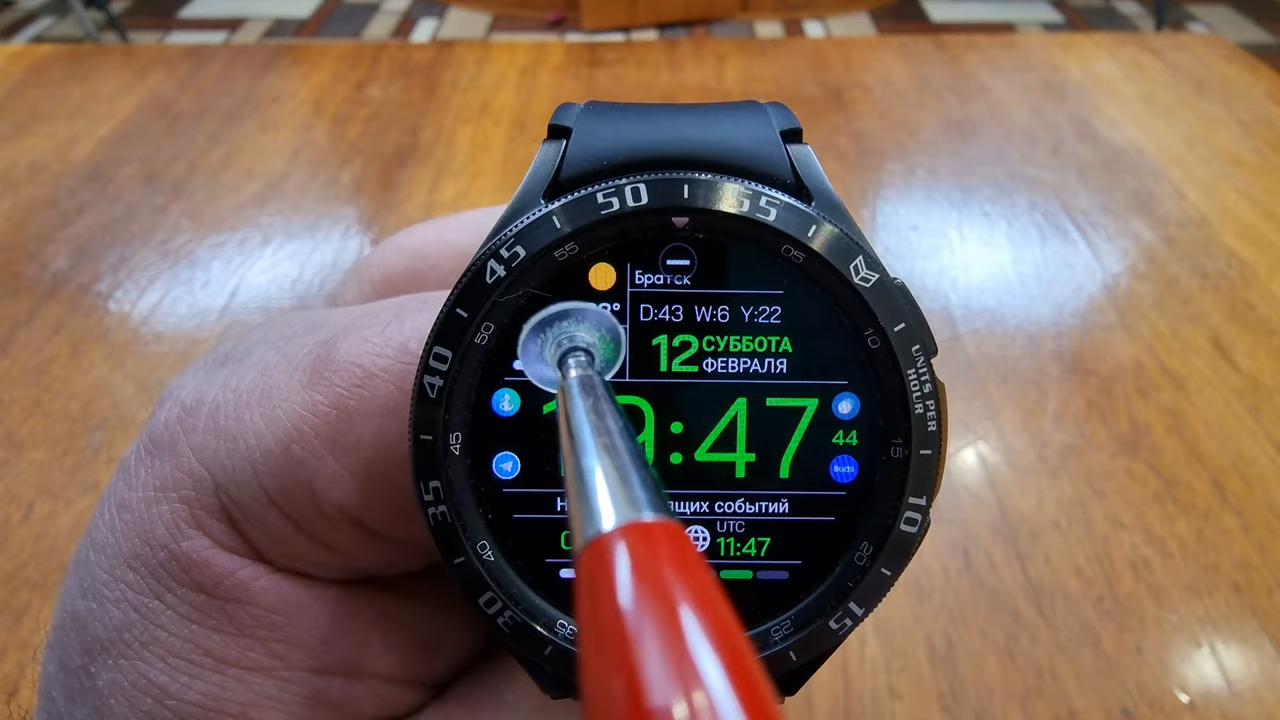 50
55
45
55
05
Братск
D:43 W:6 Y:22
50
10
12 СУББОТА
ФЕВРАЛЯ
40
UNITS PER
HOUR
:47
44
45
15
Buds
35
событий
10
UTC
11:47
40
20
30
35
25
15